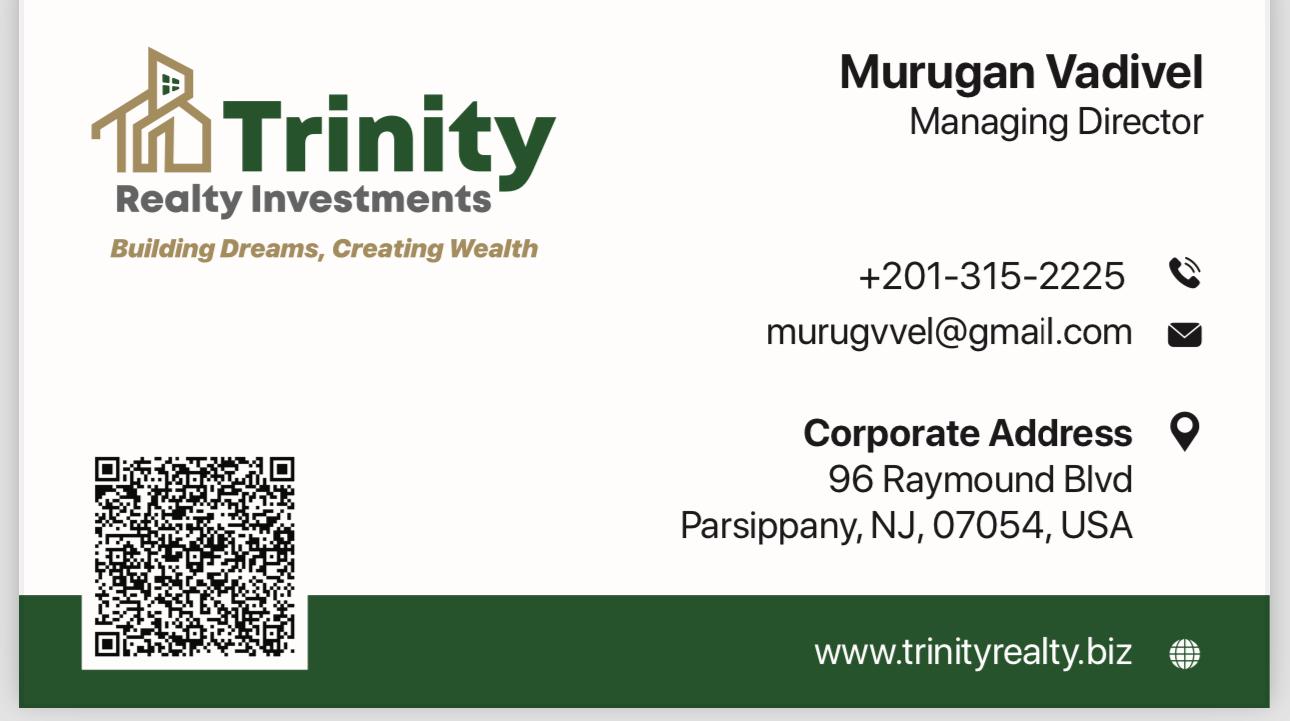 Trinity
Realty Investments
Building Dreams, Creating Wealth
Murugan Vadivel
Managing Director
+201-315-2225
murugvvel@gmail.com
Corporate Address
96 Raymound Blvd
Parsippany, NJ, 07054, USA
www.trinityrealty.biz